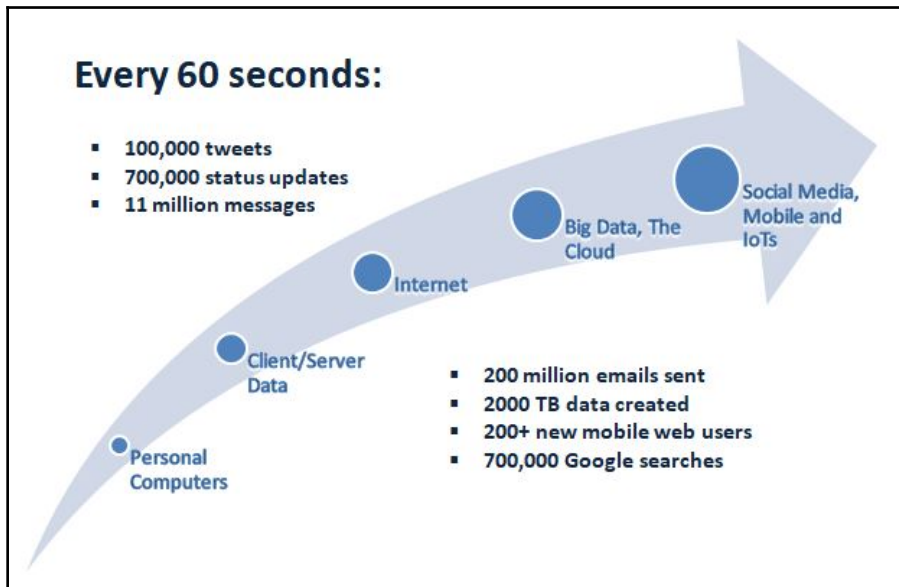 Every 60 seconds:
▪ 100,000 tweets
▪ 700,000 status updates
▪ 11 million messages
Social Media,
Mobile and
IoTs
Big Data, The
Cloud
Internet
Client/Server
Data
Personal
Computers
▪ 200 million emails sent
▪ 2000 TB data created
▪ 200+ new mobile web users
▪ 700,000 Google searches